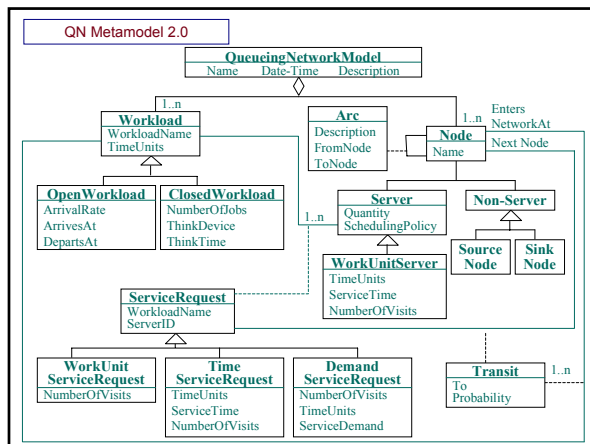 QN Metamodel 2.0
QueueingNetworkModel
Name Date-Time Description
1..n
Workload
WorkloadName
TimeUnits
Arc
Description
FromNode
ToNode
1..n
Node
Name
Enters
NetworkAt
Next Node
OpenWorkload
ArrivalRate
ArrivesAt
DepartsAt
ClosedWorkload
NumberOfJobs
ThinkDevice
ThinkTime
1..n
Server
Quantity
SchedulingPolicy
Non-Server
Source
Node
Sink
Node
WorkUnitServer
TimeUnits
ServiceTime
NumberOfVisits
ServiceRequest
WorkloadName
ServerID
WorkUnit
ServiceRequest
NumberOfVisits
Time
ServiceRequest
TimeUnits
ServiceTime
NumberOfVisits
Demand
ServiceRequest
NumberOfVisits
TimeUnits
ServiceDemand
Transit
To
Probability
1..n